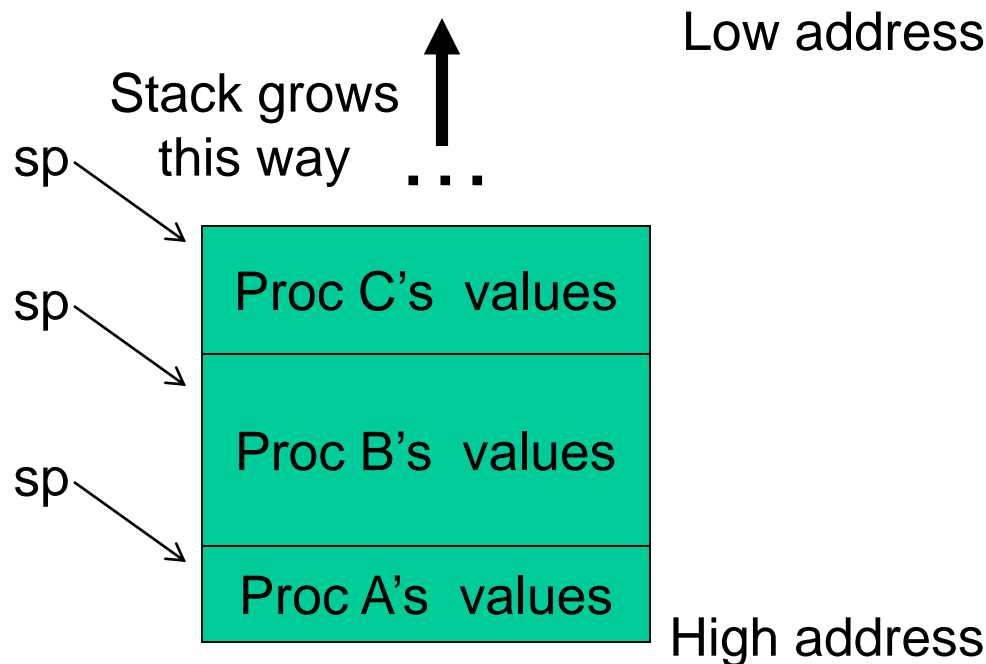 Low address
Stack grows
this way
...
sp
Proc C's values
sp
Proc B's values
sp
Proc A's values
High address